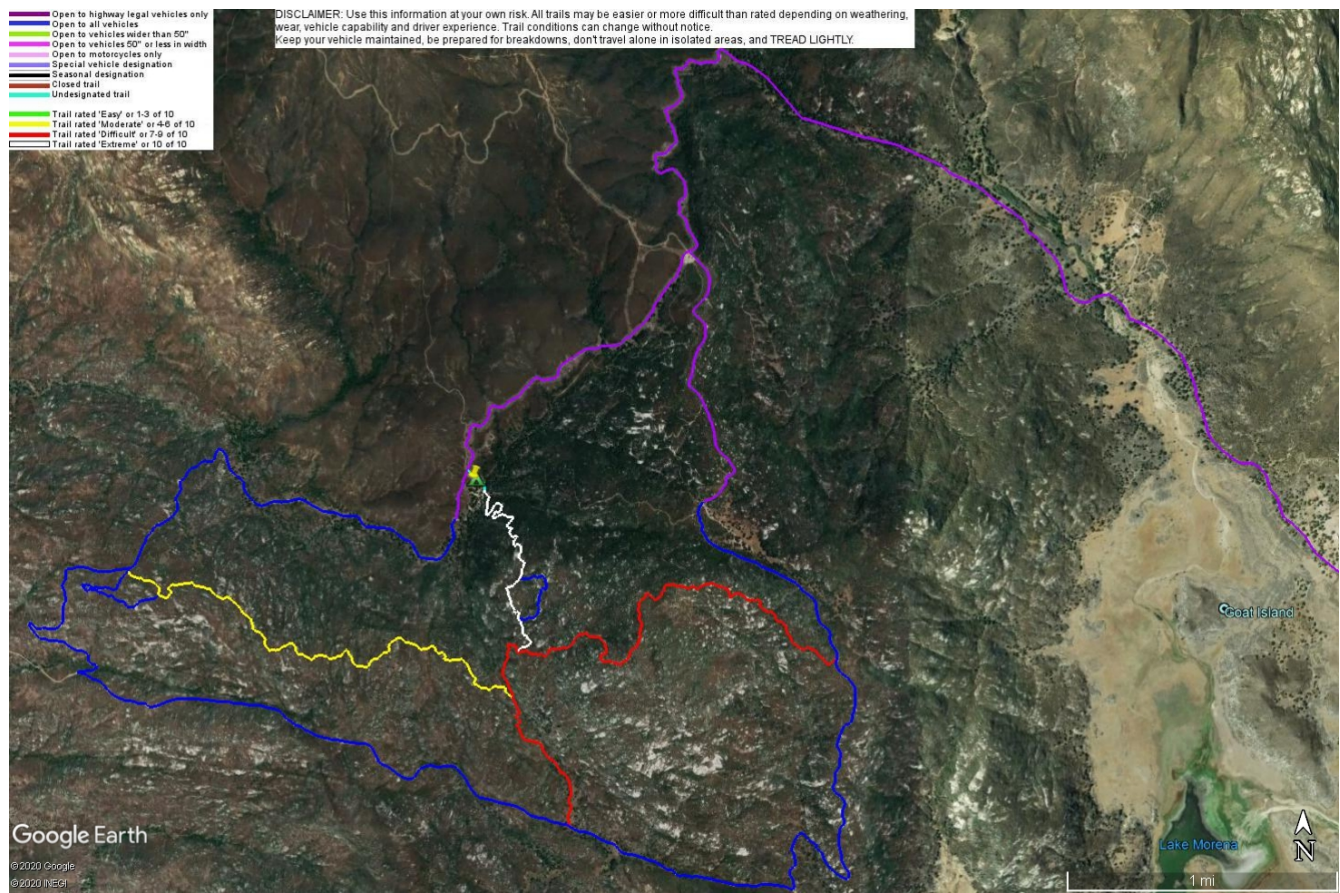 Open to highway legal vehicles only
Open to all vehicles
Open to vehicles wider than 50"
Open to vehicles 50" or less in width
Open to motorcycles only
Special vehicle designation
Seasonal designation
Closed trail
Undesignated trail
Trail rated 'Easy' or 1-3 of 10
Trail rated 'Moderate' or 4-6 of 10
Trail rated 'Difficult' or 7-9 of 10
Trail rated 'Extreme' or 10 of 10
DISCLAIMER: Use this information at your own risk. All trails may be easier or more difficult than rated depending on weathering,
wear, vehicle capability and driver experience. Trail conditions can change without notice.
Keep your vehicle maintained, be prepared for breakdowns, don't travel alone in isolated areas, and TREAD LIGHTLY.
Goat Island
Lake Morena
Google Earth
©2020 Google
©2020 INEGI
N
1 mi